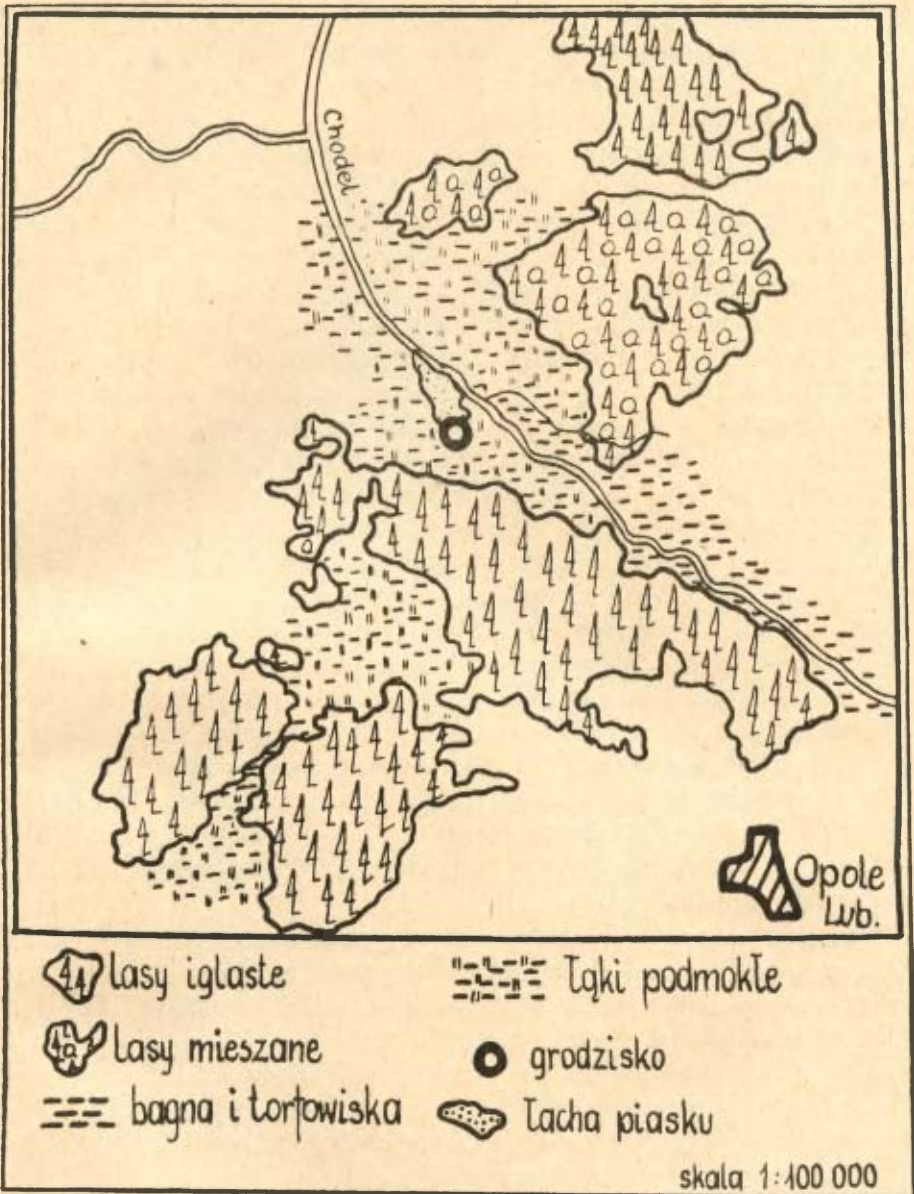 Chodel
Opole
Lub.
lasy iglaste
łąki podmokłe
lasy mieszane
grodzisko
bagna i torfowiska
łacha piasku
skala 1:100 000